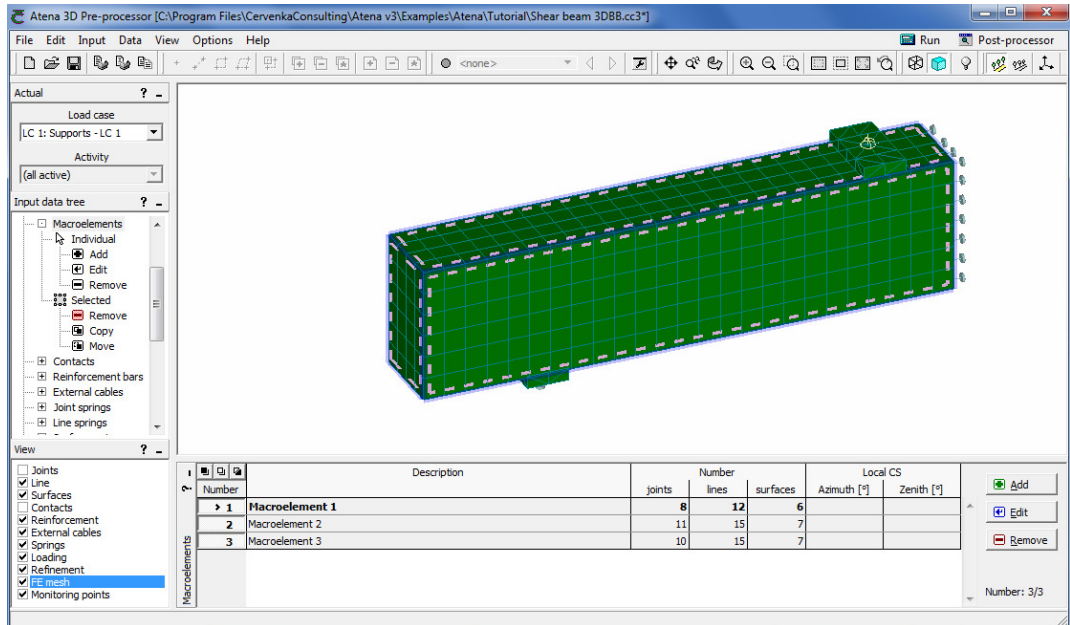 Atena 3D Pre-processor [C:\Program Files\CervenkaConsulting\Atena v3\Examples\Atena\Tutorial\Shear beam 3DBB.cc3*]
File Edit Input Data View Options Help
Run Post-processor
<none>
Actual ? -
Load case
LC 1: Supports - LC 1
Activity
(all active)
Input data tree ? -
Macroelements
Individual
Add
Edit
Remove
Selected
Remove
Copy
Move
Contacts
Reinforcement bars
External cables
Joint springs
Line springs
View ? -
Joints
Line
Surfaces
Contacts
Reinforcement
External cables
Springs
Loading
Refinement
FE mesh
Monitoring points
Macroelements
Description Number Local CS
Number joints lines surfaces Azimuth [°] Zenith [°]
1 Macroelement 1 8 12 6
2 Macroelement 2 11 15 7
3 Macroelement 3 10 15 7
Add
Edit
Remove
Number: 3/3